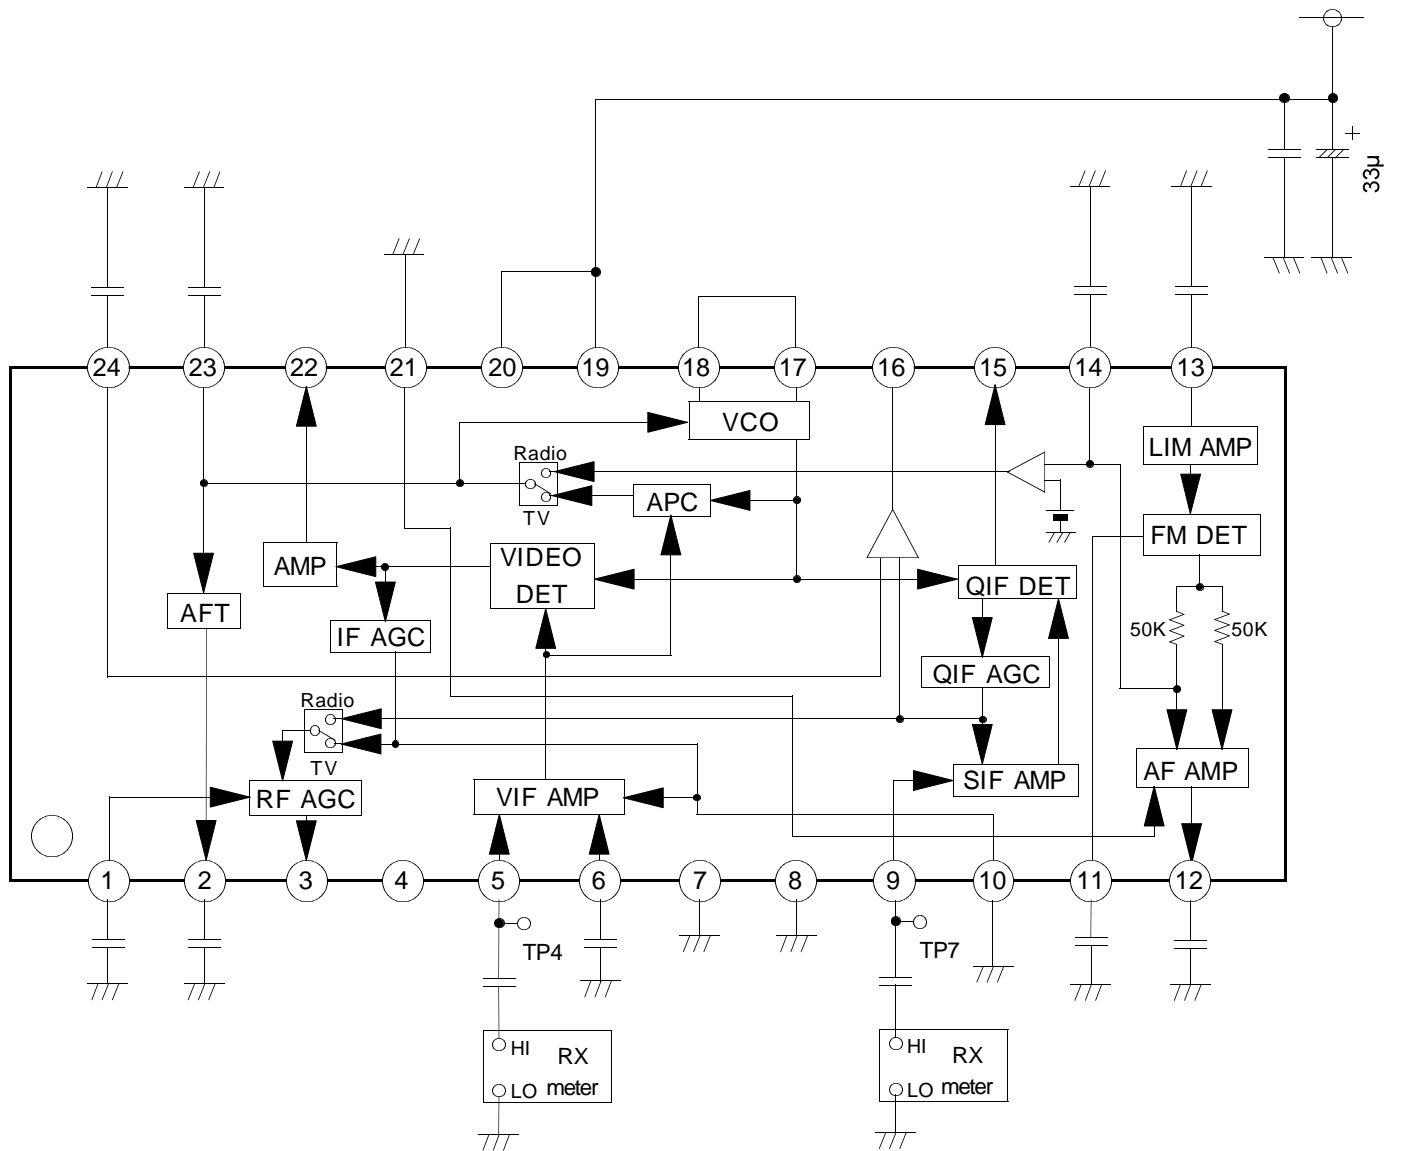 +
33µ
24 23 22 21 20 19 18 17 16 15 14 13
VCO
LIM AMP
Radio
TV
APC
FM DET
AMP
VIDEO
DET
QIF DET
AFT
IF AGC
50K 50K
QIF AGC
Radio
TV
RF AGC
VIF AMP
SIF AMP
AF AMP
1 2 3 4 5 6 7 8 9 10 11 12
TP4
TP7
HI RX
LO meter
HI RX
LO meter